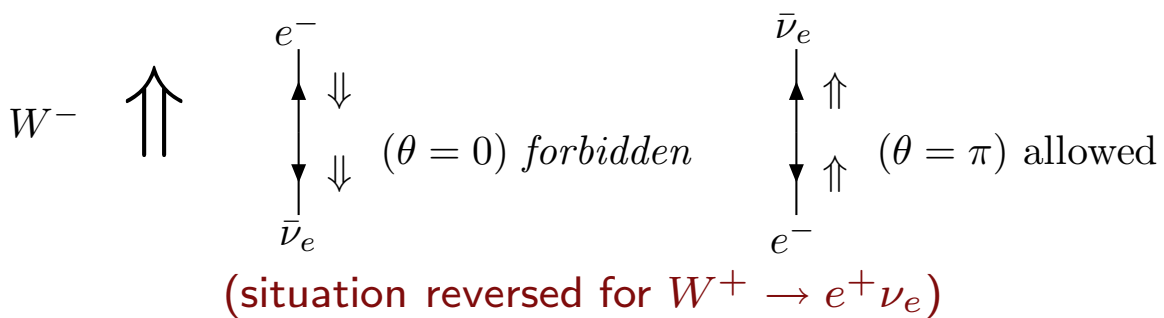 e⁻ ν̄ₑ
W⁻ ⇑ ⇓ ⇑
⇓ (θ = 0) forbidden ⇑ (θ = π) allowed
ν̄ₑ e⁻
(situation reversed for W⁺ → e⁺νₑ)